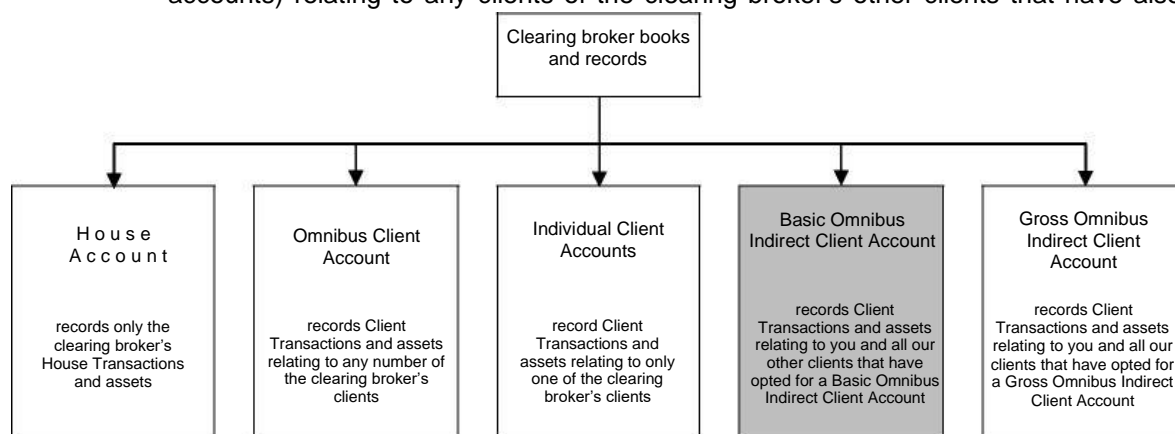 accounts) relating to any clients of the clearing broker's other clients that have also
Clearing broker books
and records
House
Account
records only the
clearing broker's
House Transactions
and assets
Omnibus Client
Account
records Client
Transactions and assets
relating to any number of
the clearing broker's
clients
Individual Client
Accounts
record Client
Transactions and
assets relating to only
one of the clearing
broker's clients
Basic Omnibus
Indirect Client Account
records Client
Transactions and assets
relating to you and all our
other clients that have
opted for a Basic Omnibus
Indirect Client Account
Gross Omnibus
Indirect Client
Account
records Client
Transactions and assets
relating to you and all our
clients that have opted for
a Gross Omnibus Indirect
Client Account